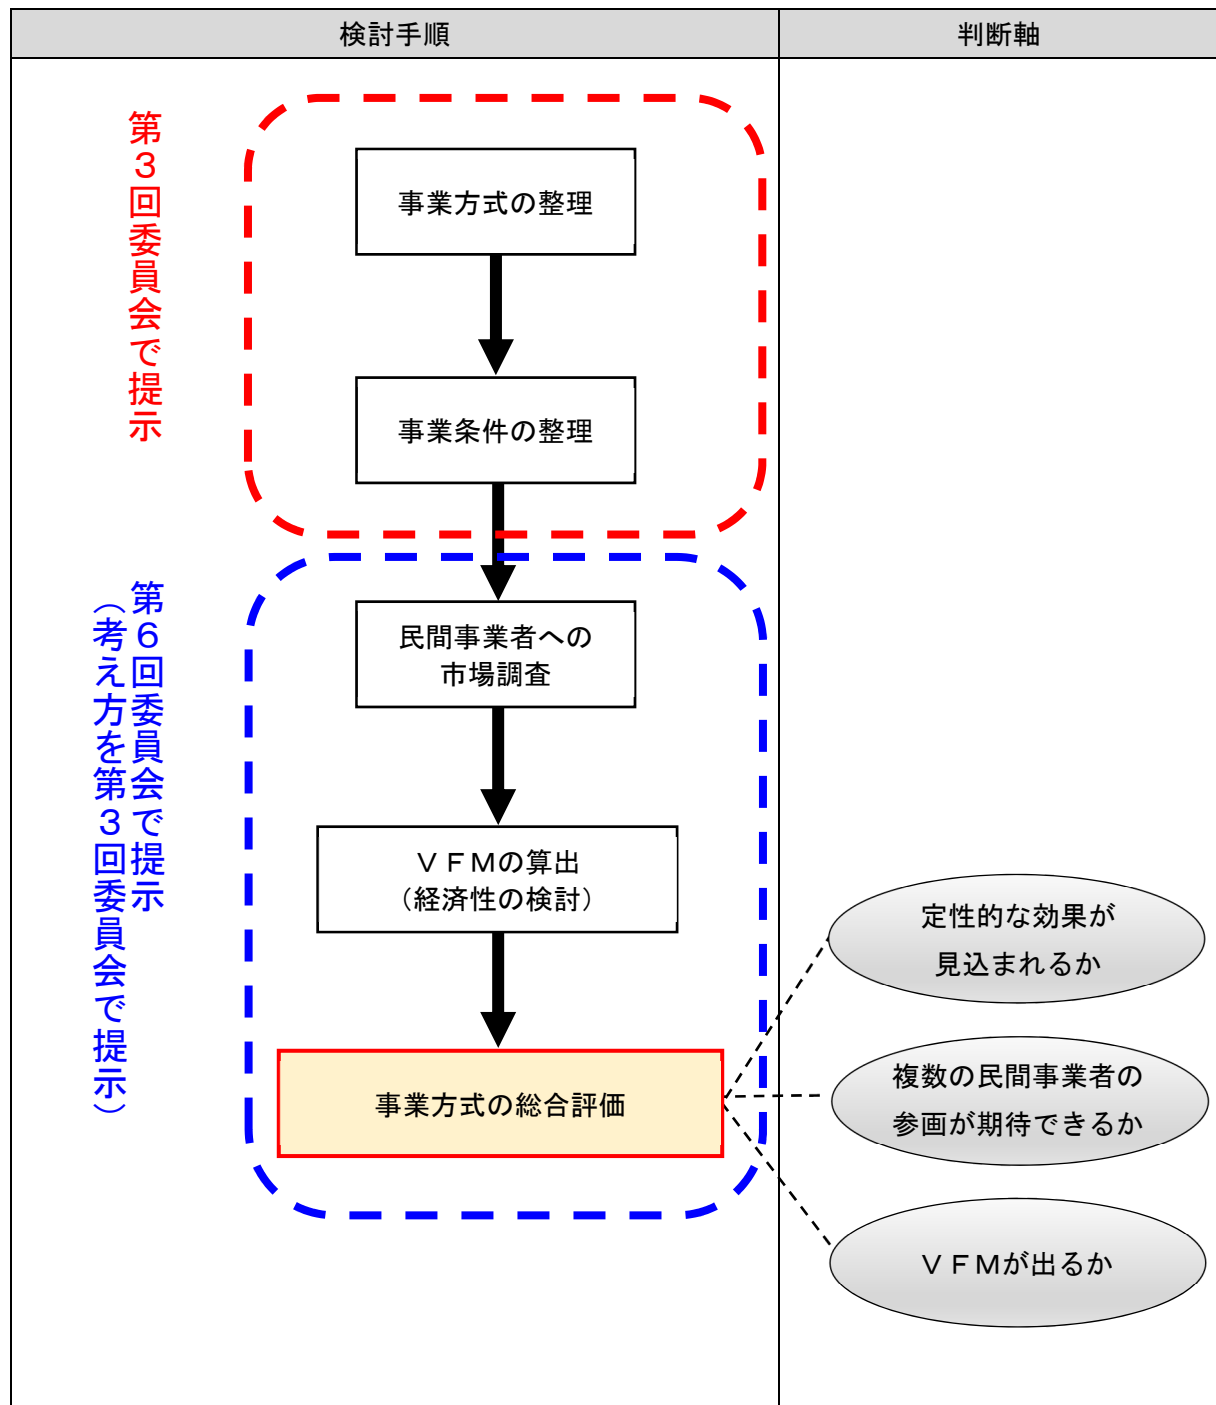 検討手順
判断軸
第３回委員会で提示
事業方式の整理
事業条件の整理
第６回委員会で提示
（考え方を第３回委員会で提示）
民間事業者への
市場調査
ＶＦＭの算出
（経済性の検討）
事業方式の総合評価
定性的な効果が
見込まれるか
複数の民間事業者の
参画が期待できるか
ＶＦＭが出るか